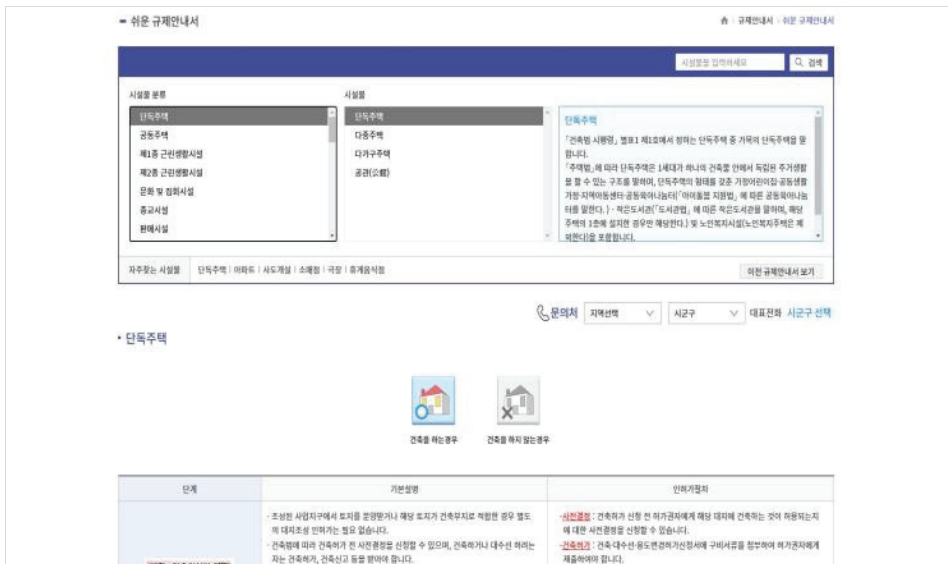 쉬운 규제안내서
규제안내서 쉬운 규제안내서
시설물을 입력하세요 검색
시설물 분류 시설물
단독주택
공동주택
제1종 근린생활시설
제2종 근린생활시설
문화 및 집회시설
종교시설
판매시설
단독주택
다중주택
다가구주택
공관(公館)
단독주택
「건축법 시행령」 별표1 제1호에서 정하는 단독주택 중 가목의 단독주택을 말
합니다.
「주택법」에 따라 단독주택은 1세대가 하나의 건축물 안에서 독립된 주거생활
을 할 수 있는 구조를 말하며, 단독주택의 형태를 갖춘 가정어린이집·공동생활
가정·지역아동센터·공동육아나눔터(「아이돌봄 지원법」에 따른 공동육아나눔
터를 말한다.)·작은도서관(「도서관법」에 따른 작은도서관을 말하며, 해당
주택의 1층에 설치한 경우만 해당한다.) 및 노인복지시설(노인복지주택은 제
외한다)을 포함합니다.
자주찾는 시설물 단독주택 | 아파트 | 사도개설 | 소매점 | 극장 | 휴게음식점 이전 규제안내서 보기
문의처 지역선택 시군구 대표전화 시군구 선택
• 단독주택
건축을 하는경우 건축을 하지 않는경우
단계 기본설명 인허가절차
· 조성된 사업지구에서 토지를 분양받거나 해당 토지가 건축부지로 적합한 경우 별도
의 대지조성 인허가는 필요 없습니다.
· 건축법에 따라 건축허가 전 사전결정을 신청할 수 있으며, 건축하거나 대수선 하려는
자는 건축허가, 건축신고 등을 받아야 합니다.
·사전결정 : 건축허가 신청 전 허가권자에게 해당 대지에 건축하는 것이 허용되는지
에 대한 사전결정을 신청할 수 있습니다.
·건축허가 : 건축·대수선·용도변경허가신청서에 구비서류를 첨부하여 허가권자에게
제출하여야 합니다.